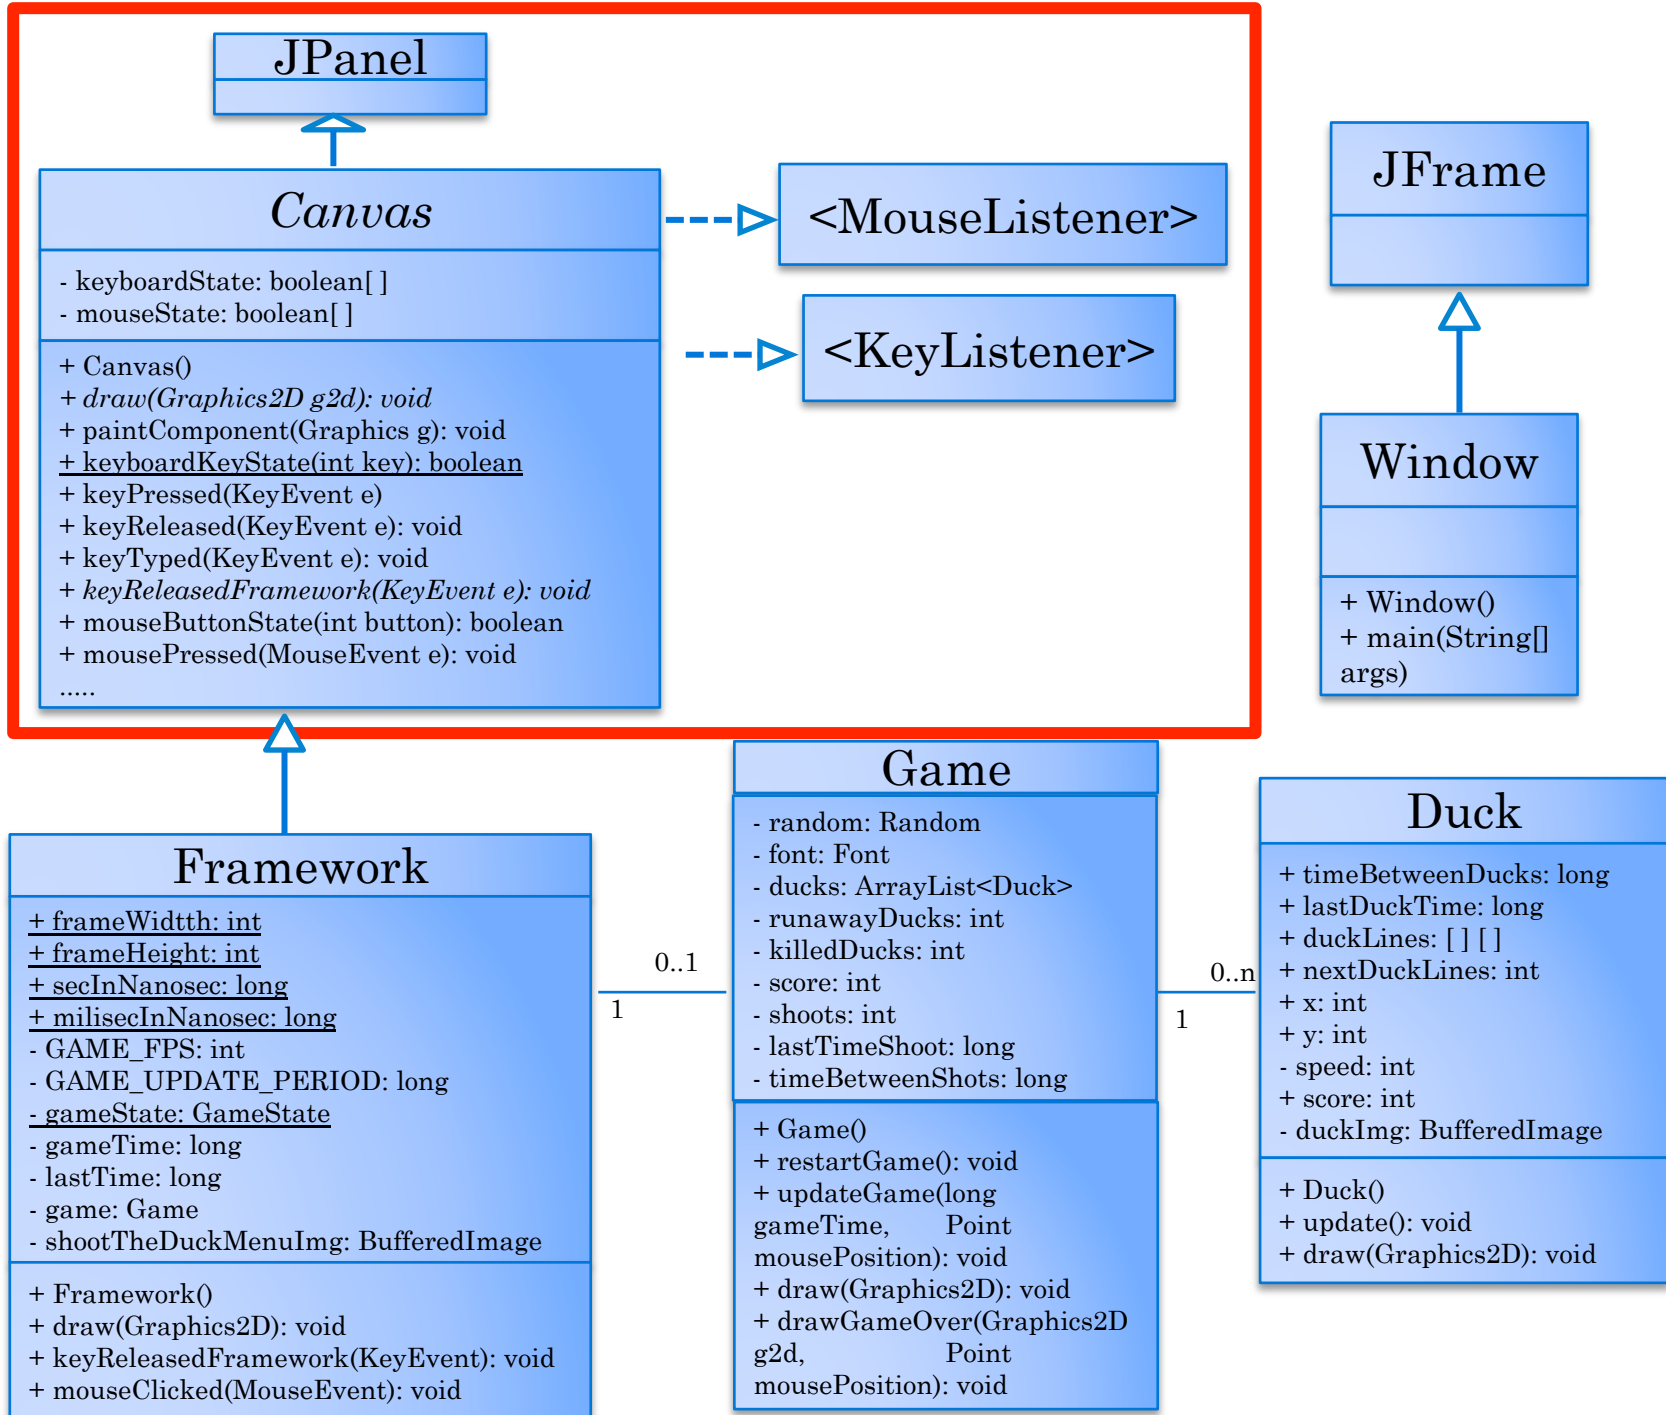 JPanel
Canvas
- keyboardState: boolean[ ]
- mouseState: boolean[ ]
+ Canvas()
+ draw(Graphics2D g2d): void
+ paintComponent(Graphics g): void
+ keyboardKeyState(int key): boolean
+ keyPressed(KeyEvent e)
+ keyReleased(KeyEvent e): void
+ keyTyped(KeyEvent e): void
+ keyReleasedFramework(KeyEvent e): void
+ mouseButtonState(int button): boolean
+ mousePressed(MouseEvent e): void
.....
<MouseListener>
<KeyListener>
JFrame
Window
+ Window()
+ main(String[]
args)
Framework
+ frameWidtth: int
+ frameHeight: int
+ secInNanosec: long
+ milisecInNanosec: long
- GAME_FPS: int
- GAME_UPDATE_PERIOD: long
- gameState: GameState
- gameTime: long
- lastTime: long
- game: Game
- shootTheDuckMenuImg: BufferedImage
+ Framework()
+ draw(Graphics2D): void
+ keyReleasedFramework(KeyEvent): void
+ mouseClicked(MouseEvent): void
0..1
1
Game
- random: Random
- font: Font
- ducks: ArrayList<Duck>
- runawayDucks: int
- killedDucks: int
- score: int
- shoots: int
- lastTimeShoot: long
- timeBetweenShots: long
+ Game()
+ restartGame(): void
+ updateGame(long
gameTime, Point
mousePosition): void
+ draw(Graphics2D): void
+ drawGameOver(Graphics2D
g2d, Point
mousePosition): void
0..n
1
Duck
+ timeBetweenDucks: long
+ lastDuckTime: long
+ duckLines: [ ] [ ]
+ nextDuckLines: int
+ x: int
+ y: int
- speed: int
+ score: int
- duckImg: BufferedImage
+ Duck()
+ update(): void
+ draw(Graphics2D): void